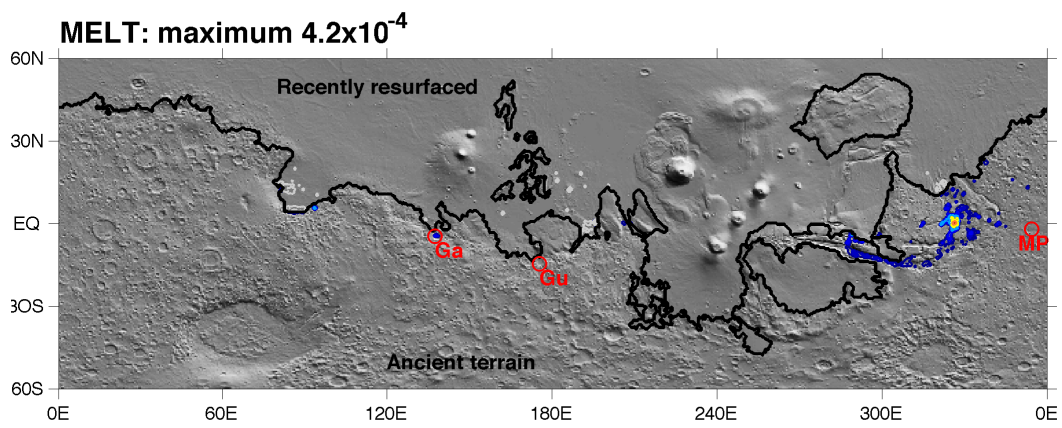 MELT: maximum 4.2x10^-4
60N
Recently resurfaced
30N
EQ
Ga
Gu
MP
30S
Ancient terrain
60S
0E 60E 120E 180E 240E 300E 0E